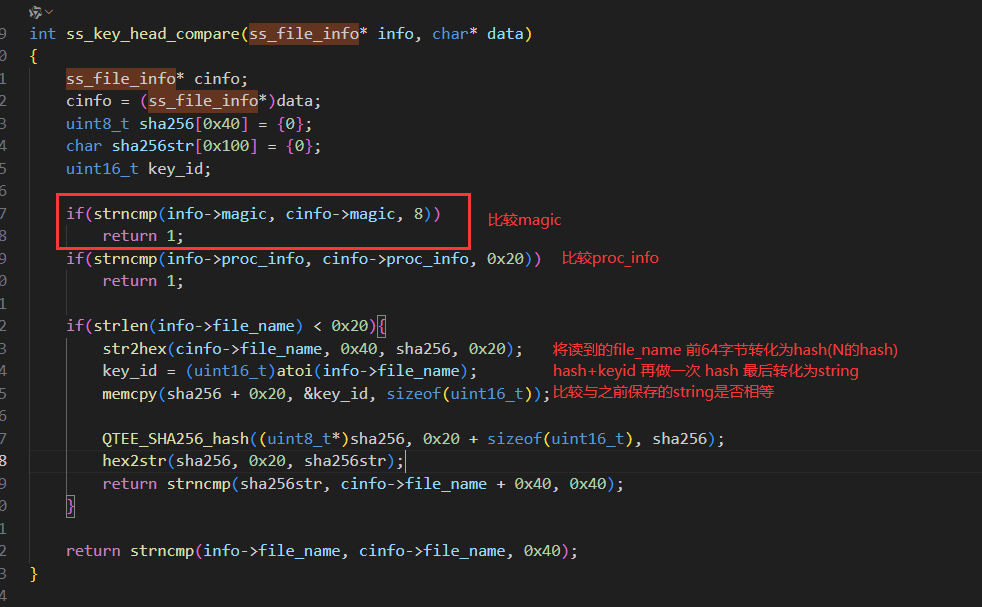 9 int ss_key_head_compare(ss_file_info* info, char* data)
0 {
1 ss_file_info* cinfo;
2 cinfo = (ss_file_info*)data;
3 uint8_t sha256[0x40] = {0};
4 char sha256str[0x100] = {0};
5 uint16_t key_id;
6
7 if(strncmp(info->magic, cinfo->magic, 8)) 比较magic
8 return 1;
9 if(strncmp(info->proc_info, cinfo->proc_info, 0x20)) 比较proc_info
0 return 1;
1
2 if(strlen(info->file_name) < 0x20){
3 str2hex(cinfo->file_name, 0x40, sha256, 0x20); 将读到的file_name 前64字节转化为hash(N的hash)
4 key_id = (uint16_t)atoi(info->file_name); hash+keyid 再做一次 hash 最后转化为string
5 memcpy(sha256 + 0x20, &key_id, sizeof(uint16_t)); 比较与之前保存的string是否相等
6
7 QTEE_SHA256_hash((uint8_t*)sha256, 0x20 + sizeof(uint16_t), sha256);
8 hex2str(sha256, 0x20, sha256str);
9 return strncmp(sha256str, cinfo->file_name + 0x40, 0x40);
0 }
1
2 return strncmp(info->file_name, cinfo->file_name, 0x40);
3 }
4